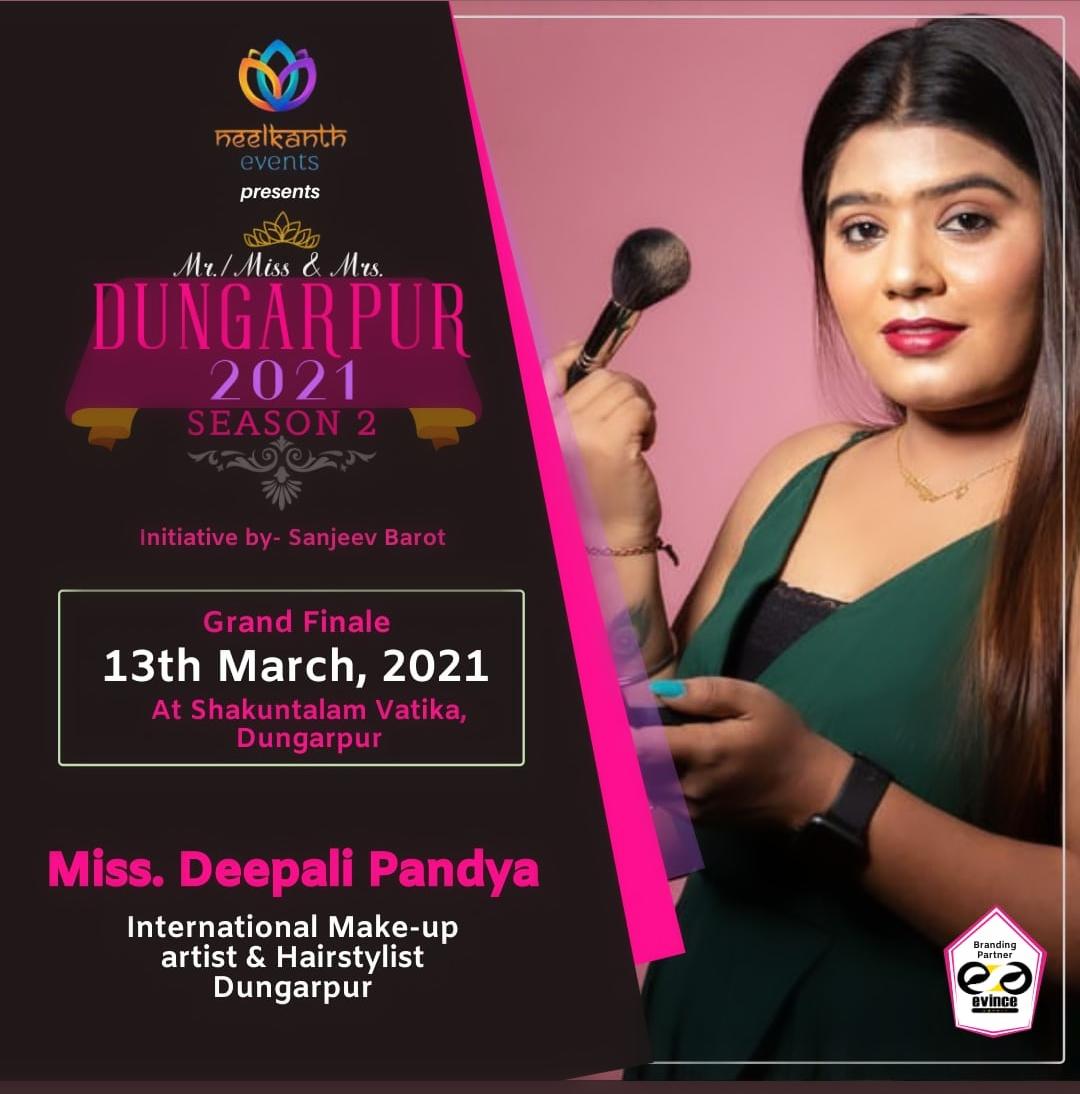 neelkanth
events
presents
Mr./Miss & Mrs.
DUNGARPUR
2021
SEASON 2
Initiative by- Sanjeev Barot
Grand Finale
13th March, 2021
At Shakuntalam Vatika,
Dungarpur
Miss. Deepali Pandya
International Make-up
artist & Hairstylist
Dungarpur
Branding
Partner
evince